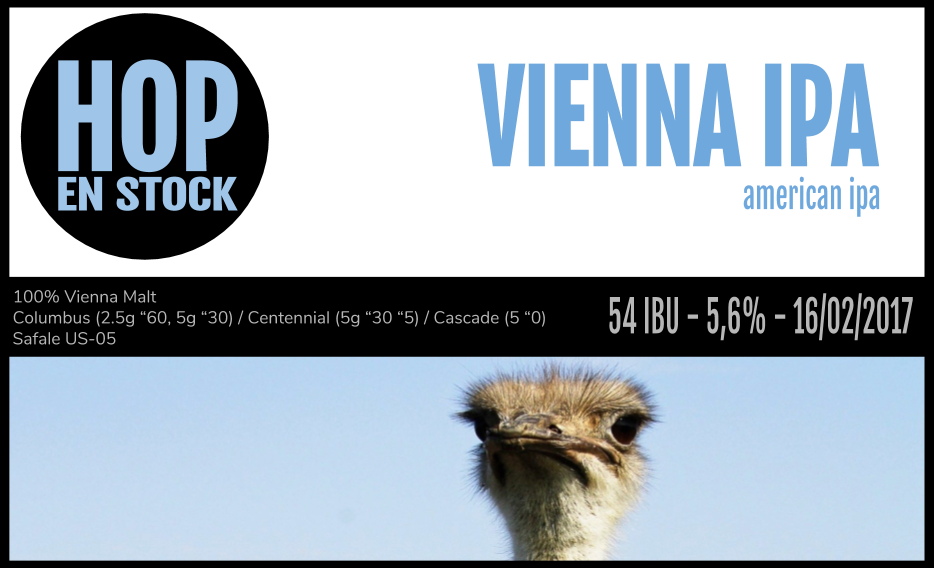 HOP
EN STOCK
VIENNA IPA
american ipa
100% Vienna Malt
Columbus (2.5g “60, 5g “30) / Centennial (5g “30 “5) / Cascade (5 “0)
Safale US-05
54 IBU - 5,6% - 16/02/2017